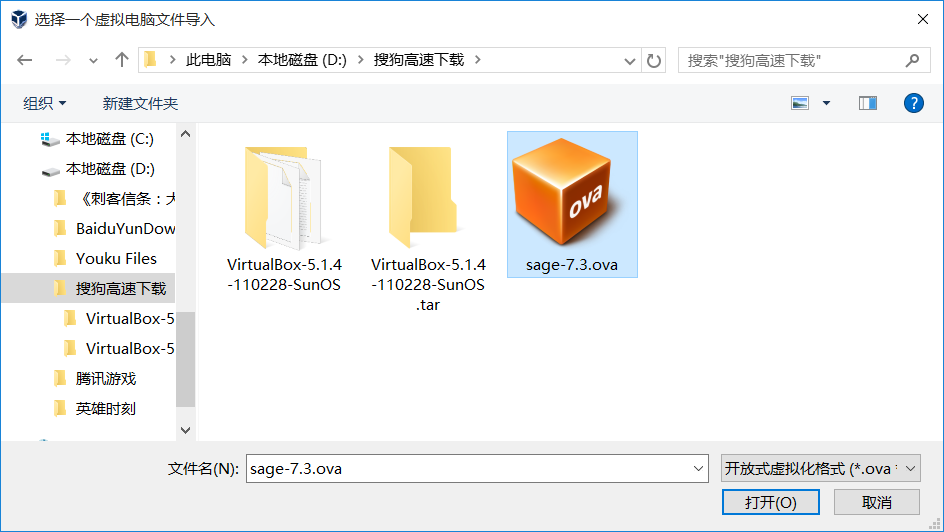 选择一个虚拟电脑文件导入
此电脑 本地磁盘 (D:) 搜狗高速下载
搜索"搜狗高速下载"
组织 新建文件夹
?
本地磁盘 (C:)
本地磁盘 (D:)
《刺客信条：大
BaiduYunDow
Youku Files
搜狗高速下载
VirtualBox-5
VirtualBox-5
腾讯游戏
英雄时刻
VirtualBox-5.1.4
-110228-SunOS
VirtualBox-5.1.4
-110228-SunOS
.tar
ova
sage-7.3.ova
文件名(N):
sage-7.3.ova
开放式虚拟化格式 (*.ova *
打开(O)
取消